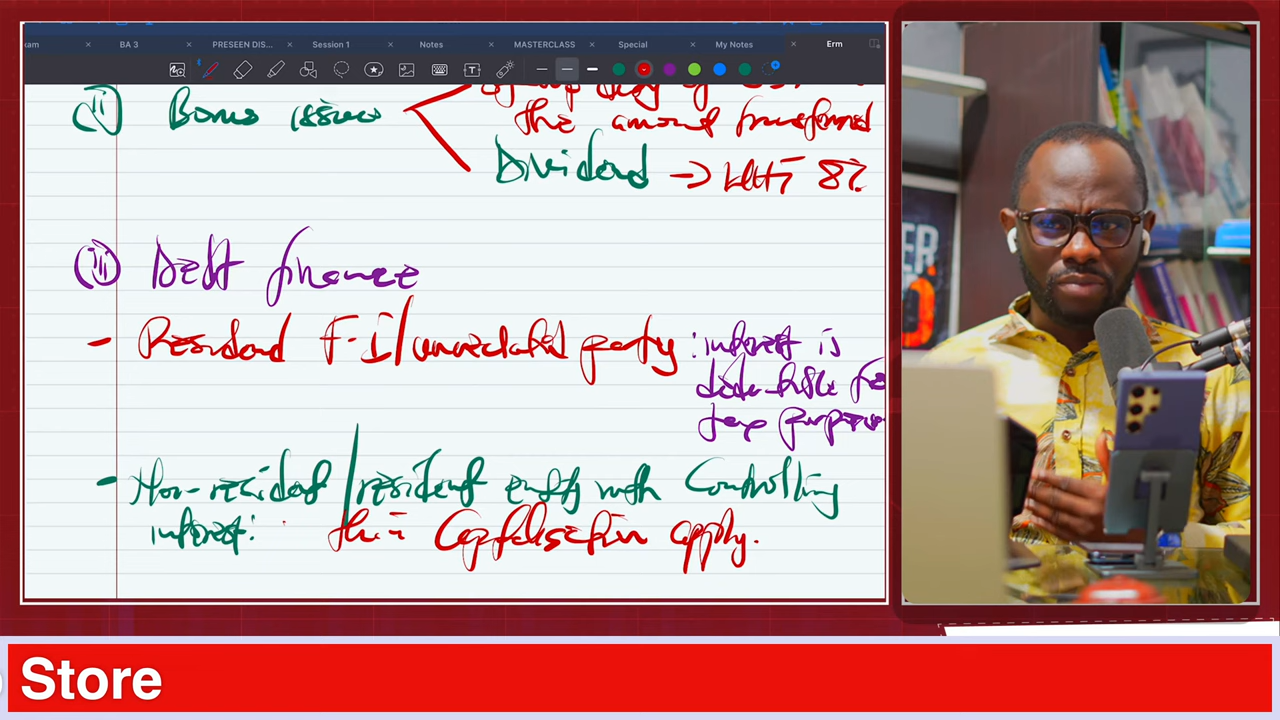 xam BA 3 PRESEEN DIS... Session 1 Notes MASTERCLASS Special My Notes Erm
(ii) Bonus issues
the amount transferred
Dividend → WHT 8%
(iii) Debt finance
- Resident F-I/unrelated party : interest is
deductible for
tax purposes
- Non-resident / resident entity with Controlling
interest: thin Capitalisation apply.
Store